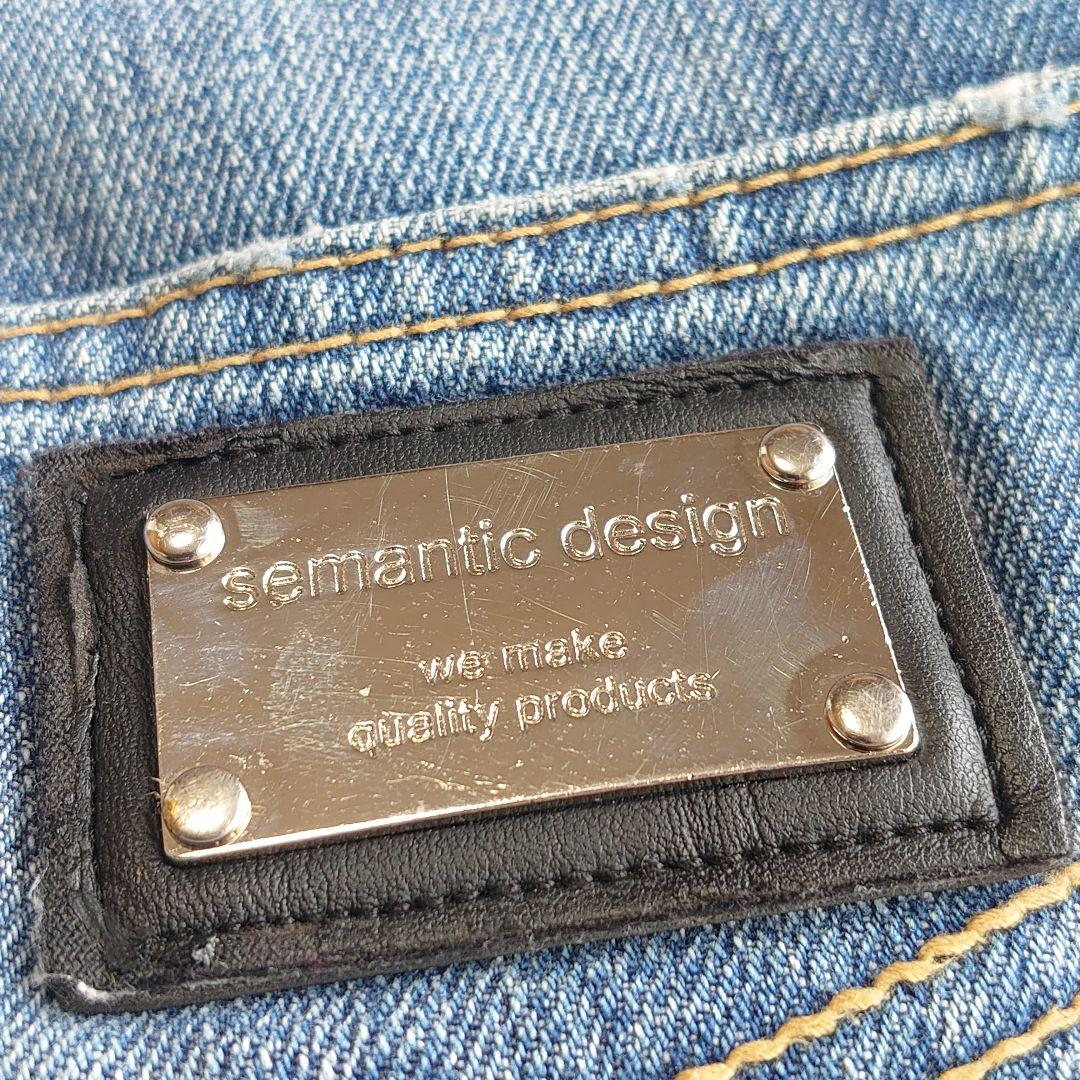 semantic design
we make
quality products